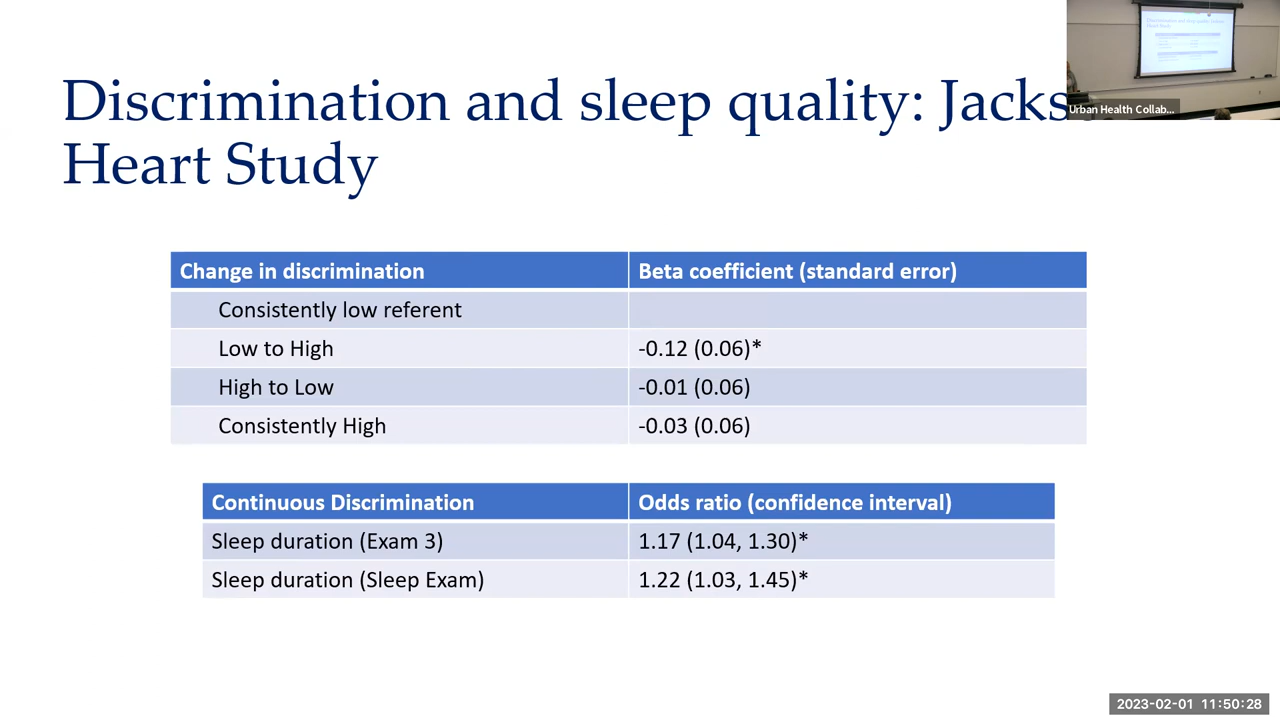 Discrimination and sleep quality: Jacks
Heart Study
Urban Health Collab...
Change in discrimination
Beta coefficient (standard error)
Consistently low referent
Low to High
-0.12 (0.06)*
High to Low
-0.01 (0.06)
Consistently High
-0.03 (0.06)
Continuous Discrimination
Odds ratio (confidence interval)
Sleep duration (Exam 3)
1.17 (1.04, 1.30)*
Sleep duration (Sleep Exam)
1.22 (1.03, 1.45)*
2023-02-01 11:50:28